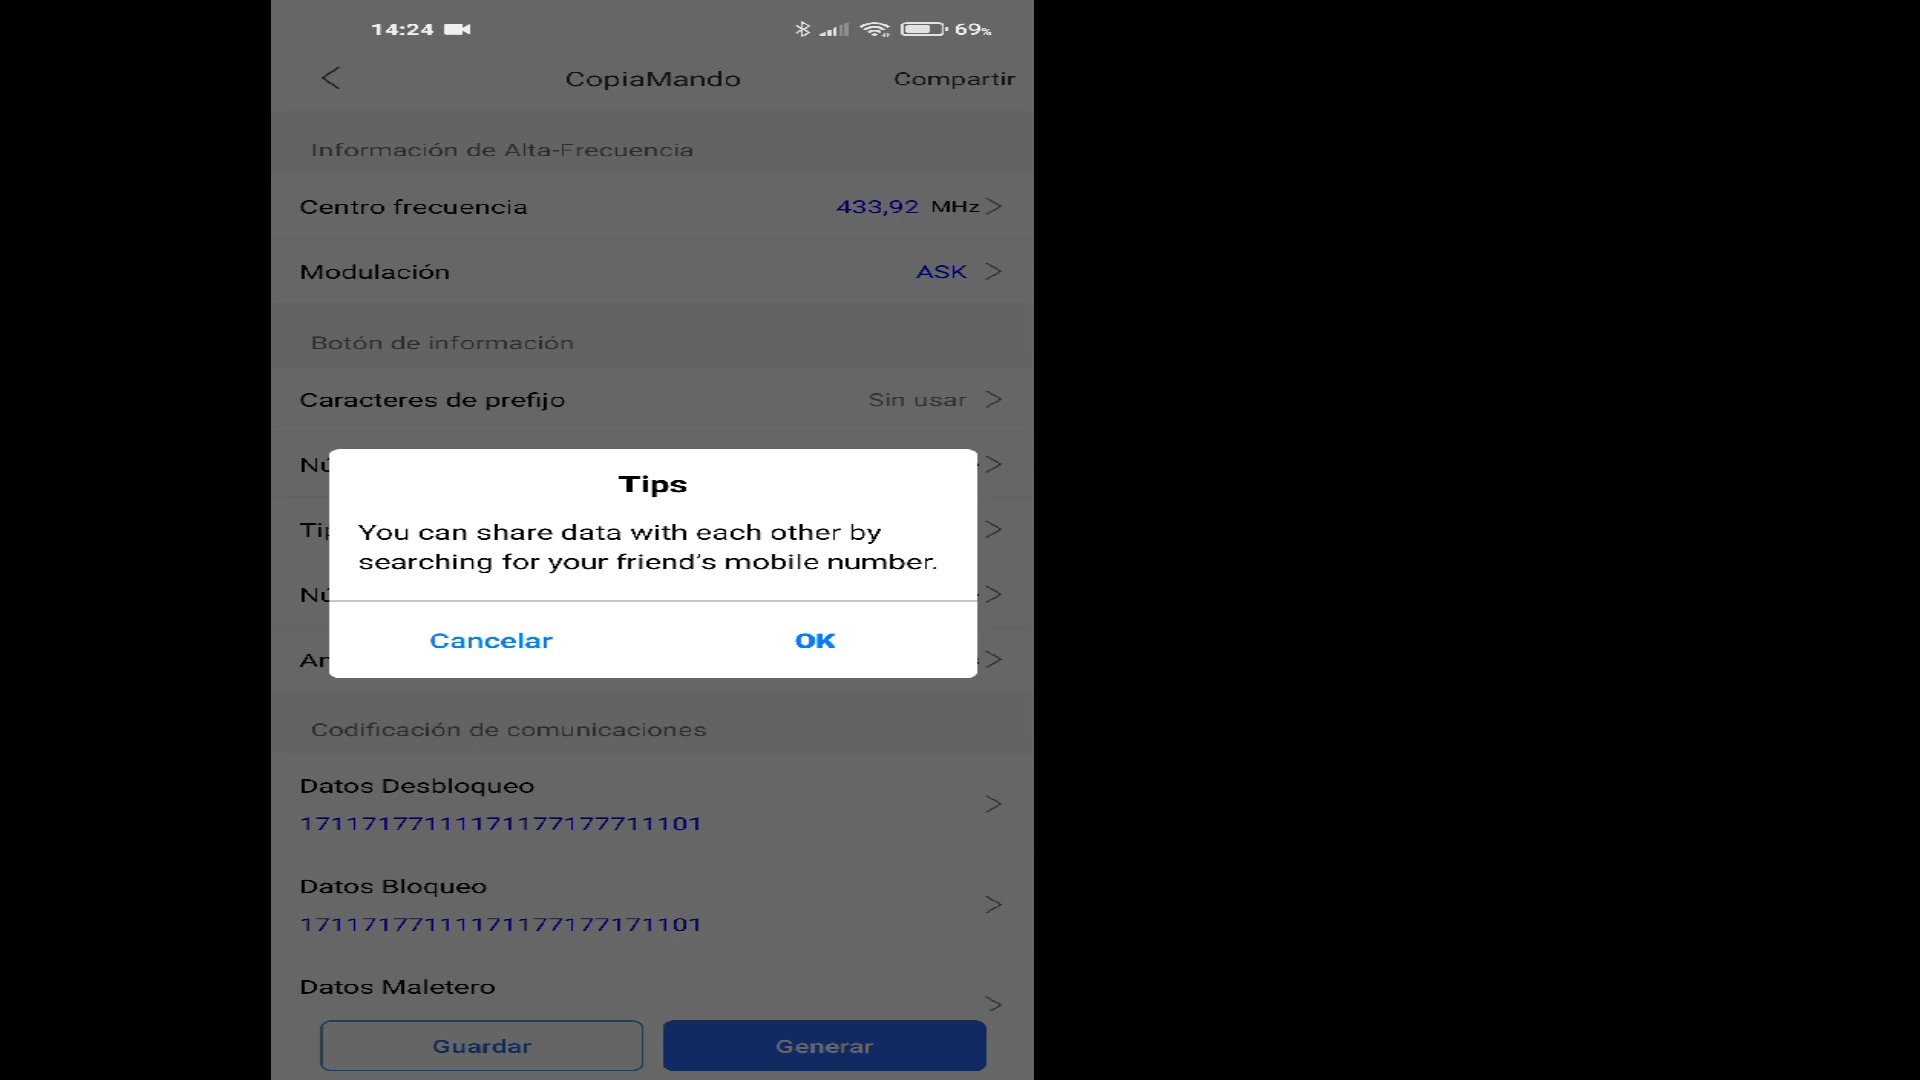 14:24 69%
CopiaMando Compartir
Información de Alta-Frecuencia
Centro frecuencia 433,92 MHz
Modulación ASK
Botón de información
Caracteres de prefijo Sin usar
Tips
You can share data with each other by
searching for your friend's mobile number.
Cancelar OK
Codificación de comunicaciones
Datos Desbloqueo
17117177111171177177711101
Datos Bloqueo
17117177111171177177171101
Datos Maletero
Guardar Generar